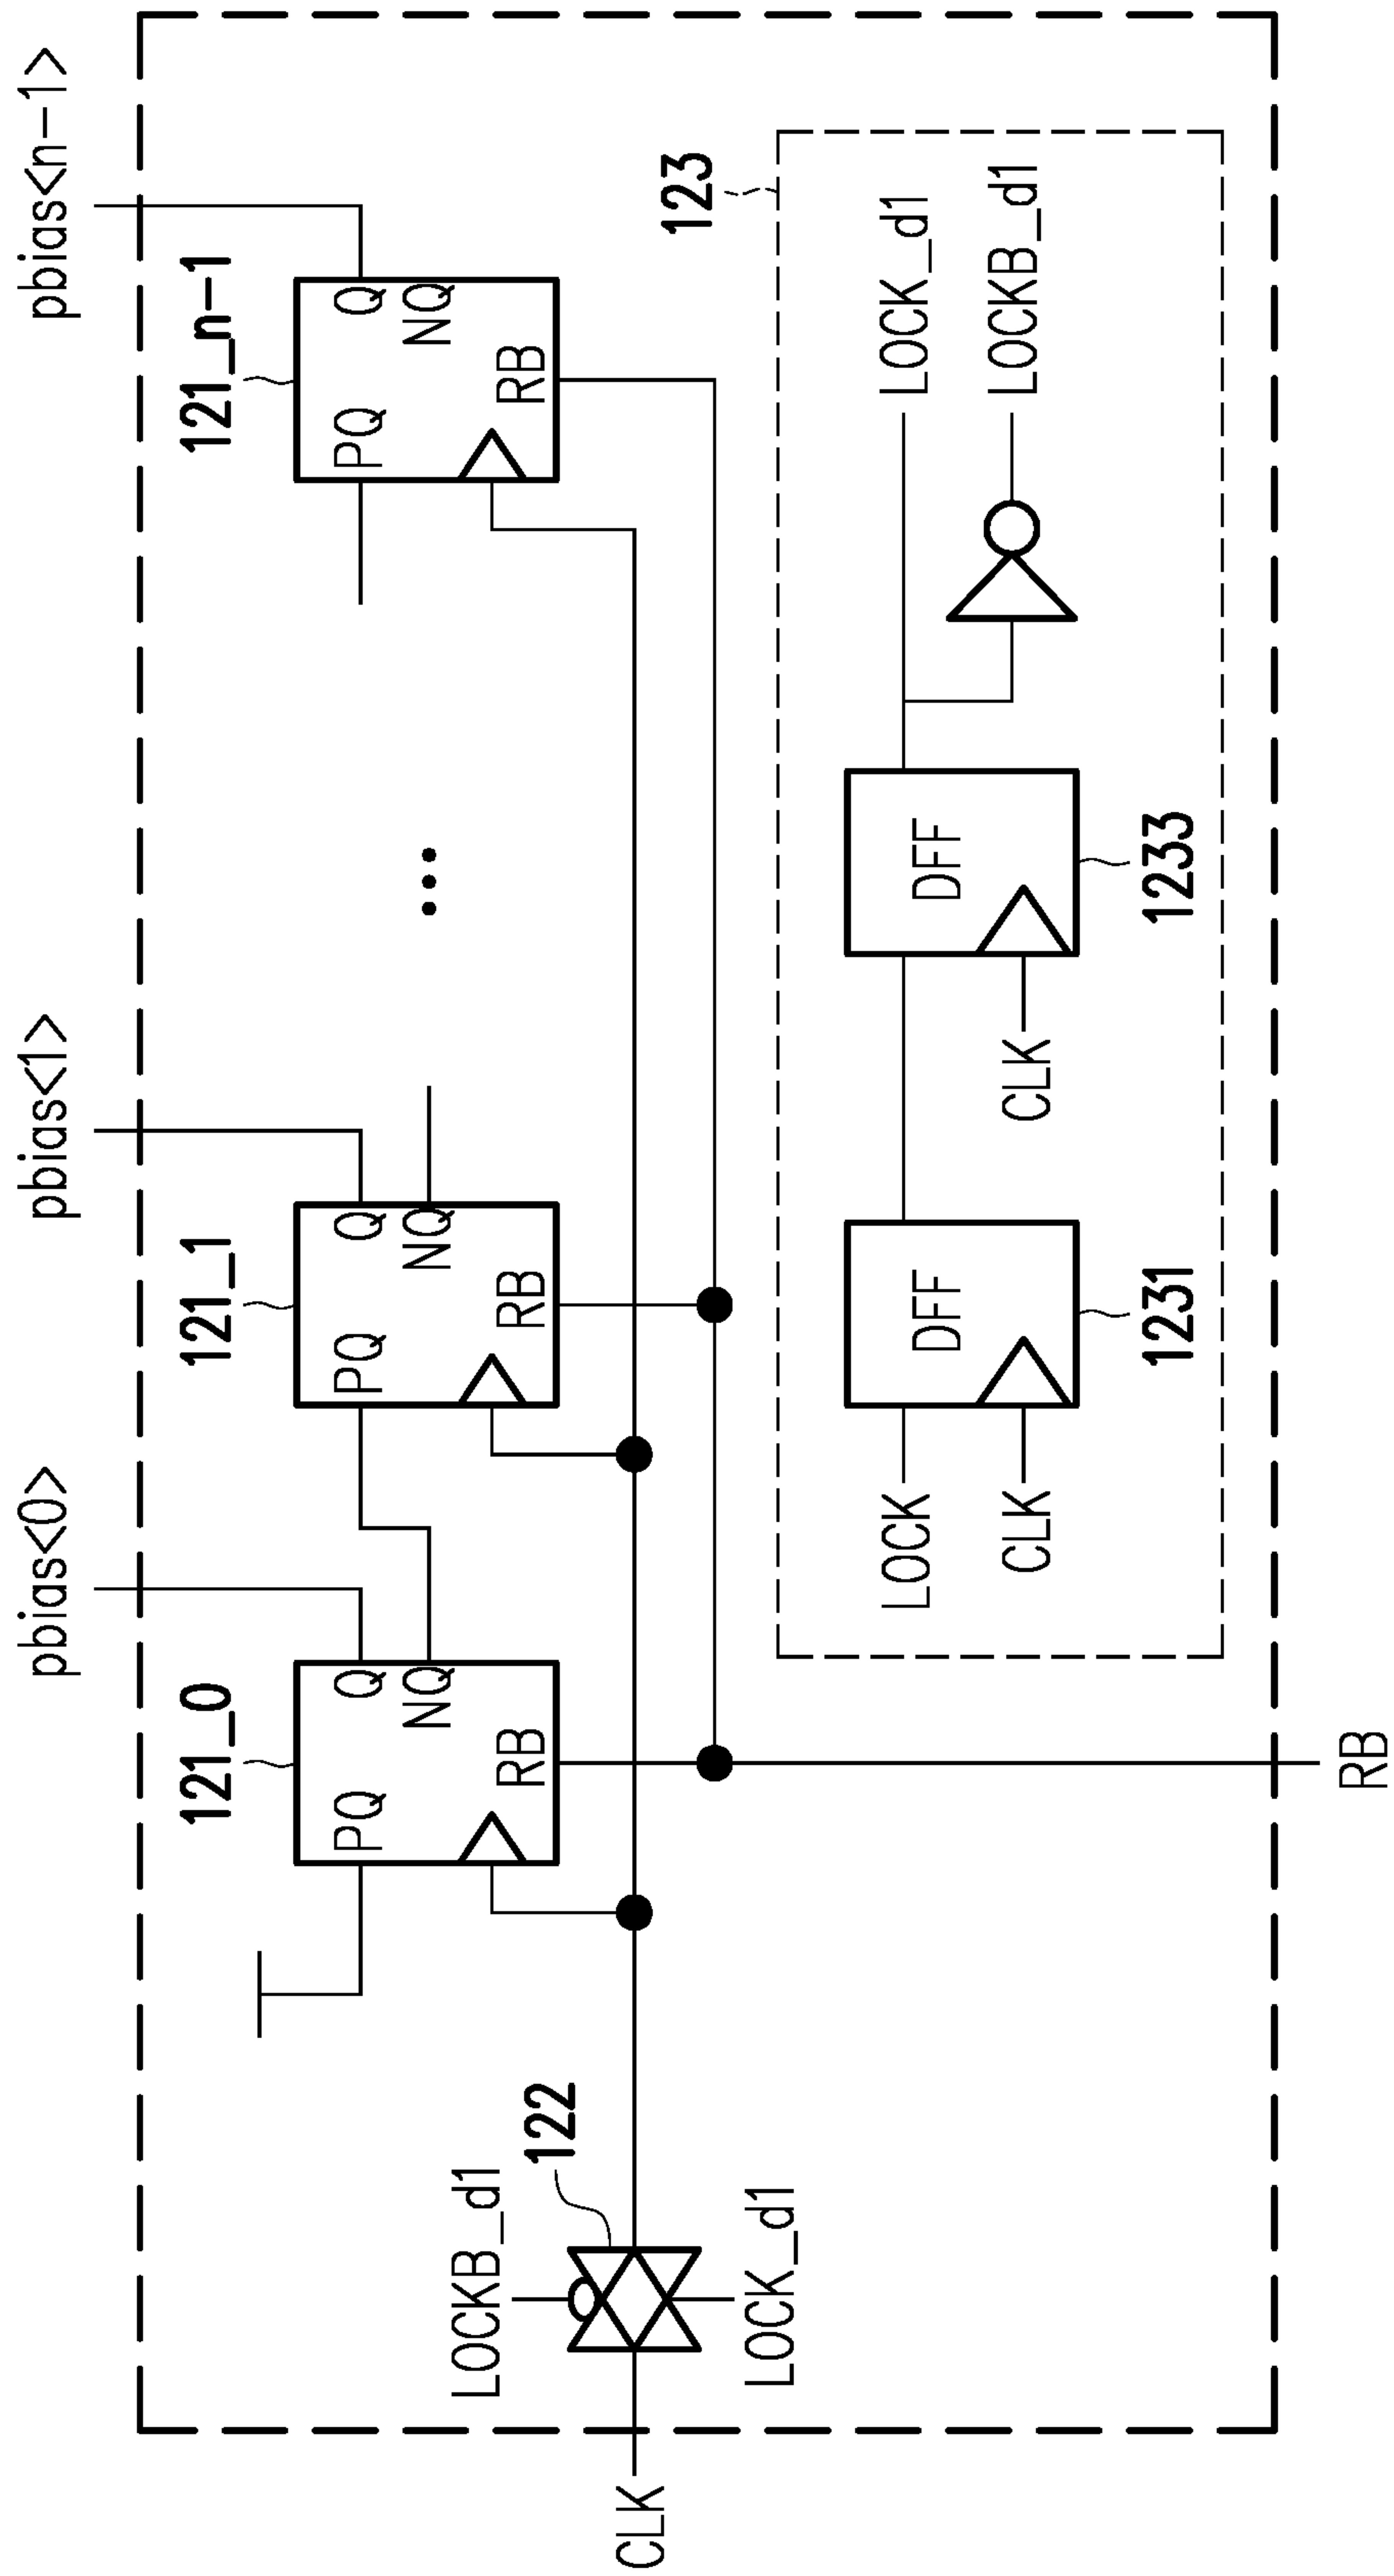 pbias<0>
pbias<1>
pbias<n-1>
121_0
121_1
121_n-1
PQ
Q
NQ
RB
PQ
Q
NQ
RB
PQ
Q
NQ
RB
...
LOCKB_d1
122
CLK
LOCK_d1
123
LOCK
DFF
CLK
1231
DFF
CLK
1233
LOCK_d1
LOCKB_d1
RB